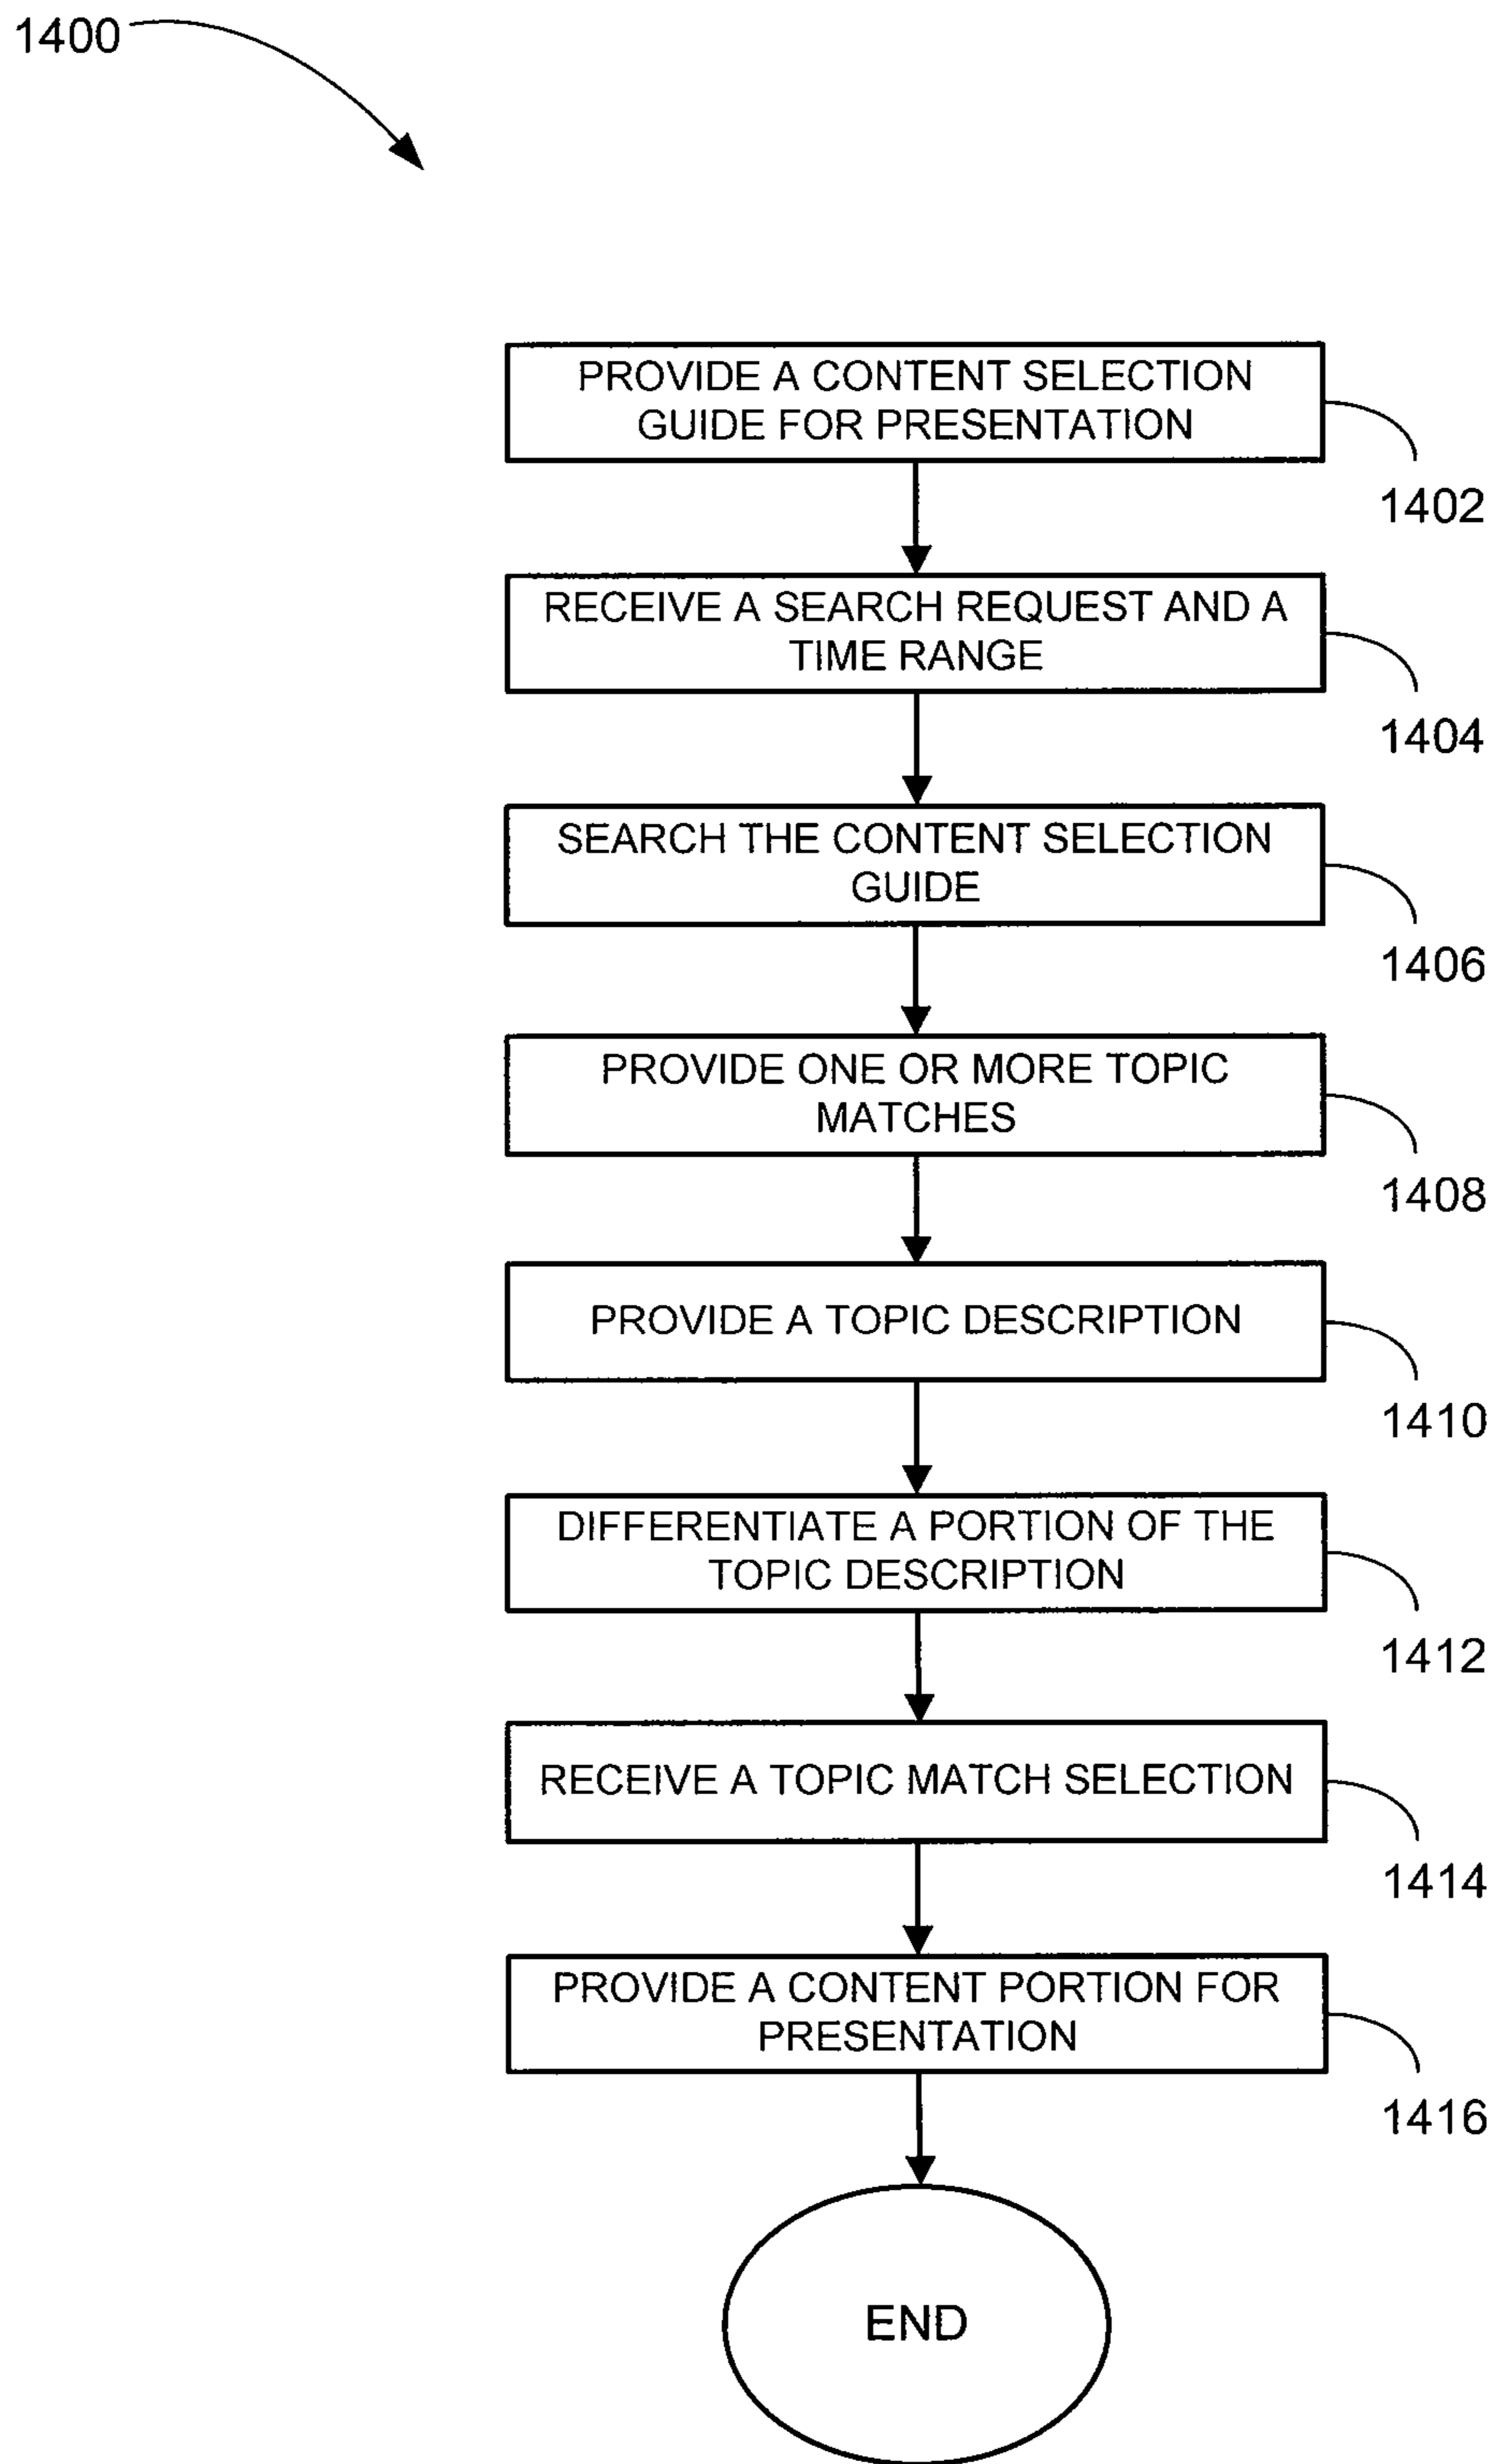 1400
PROVIDE A CONTENT SELECTION
GUIDE FOR PRESENTATION
1402
RECEIVE A SEARCH REQUEST AND A
TIME RANGE
1404
SEARCH THE CONTENT SELECTION
GUIDE
1406
PROVIDE ONE OR MORE TOPIC
MATCHES
1408
PROVIDE A TOPIC DESCRIPTION
1410
DIFFERENTIATE A PORTION OF THE
TOPIC DESCRIPTION
1412
RECEIVE A TOPIC MATCH SELECTION
1414
PROVIDE A CONTENT PORTION FOR
PRESENTATION
1416
END